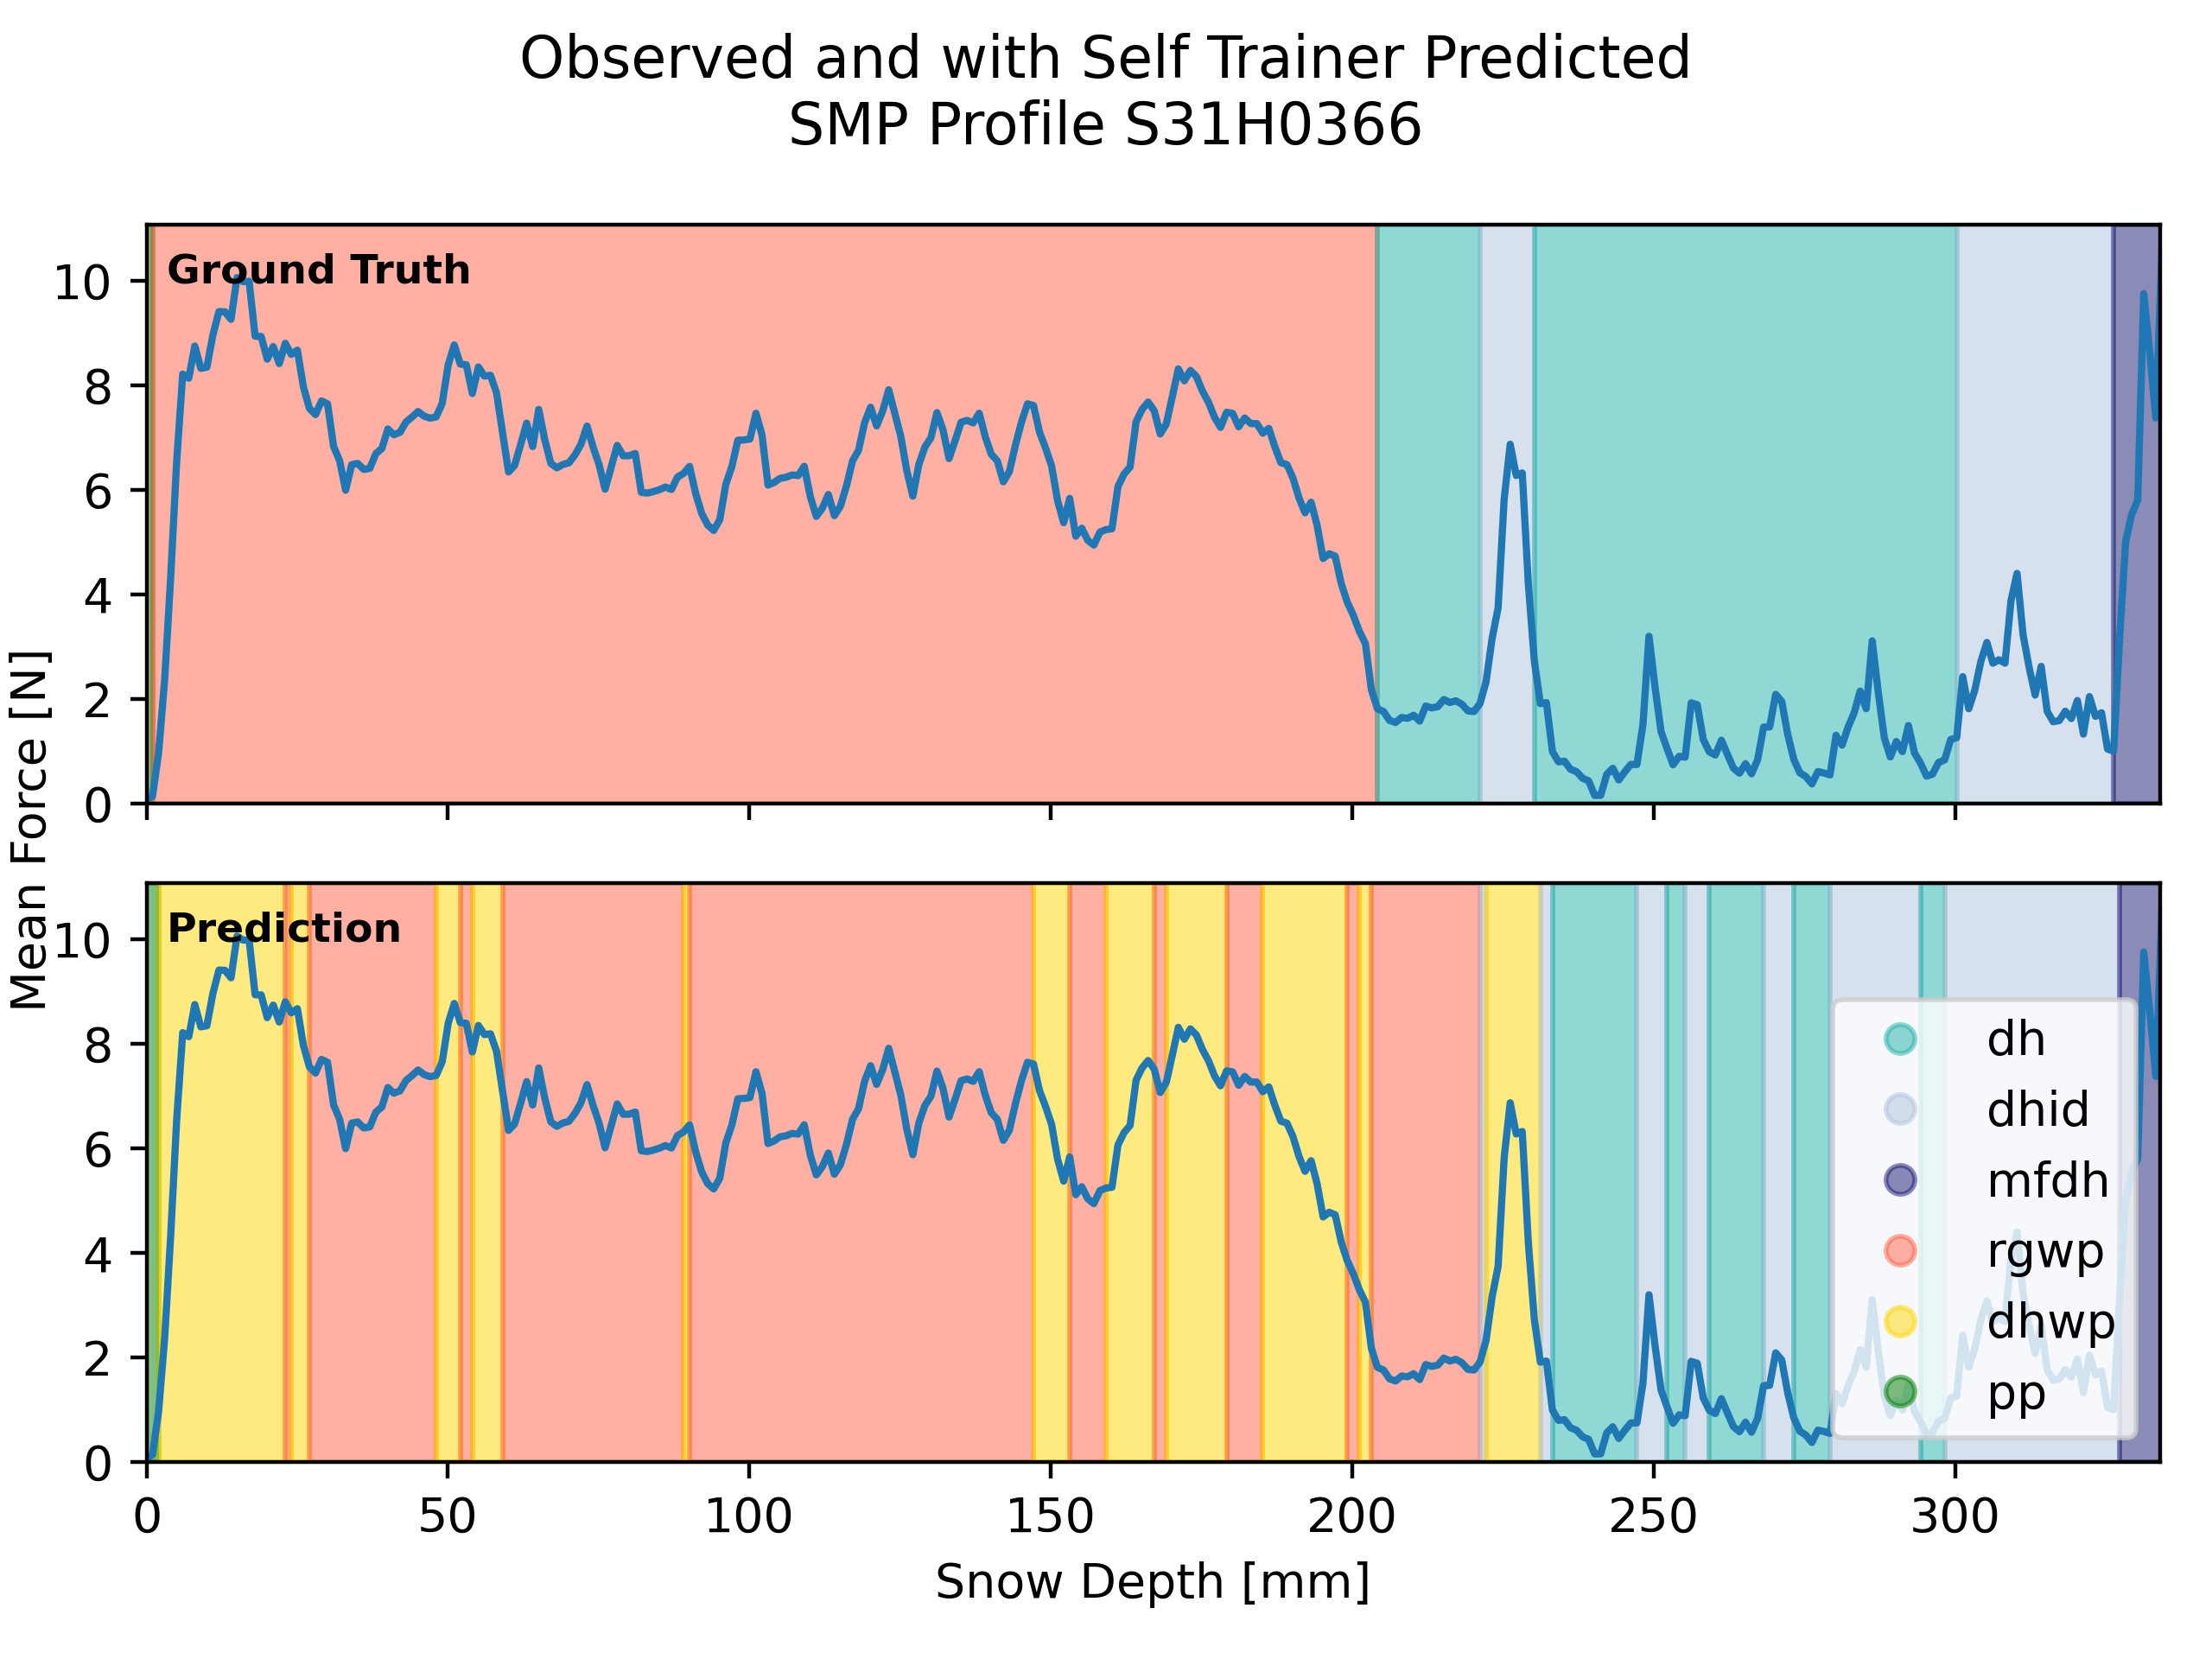 Observed and with Self Trainer Predicted
SMP Profile S31H0366
Mean Force [N]
Ground Truth
10
8
6
4
2
0
Prediction
10
8
6
4
2
0
dh
dhid
mfdh
rgwp
dhwp
pp
0 50 100 150 200 250 300
Snow Depth [mm]